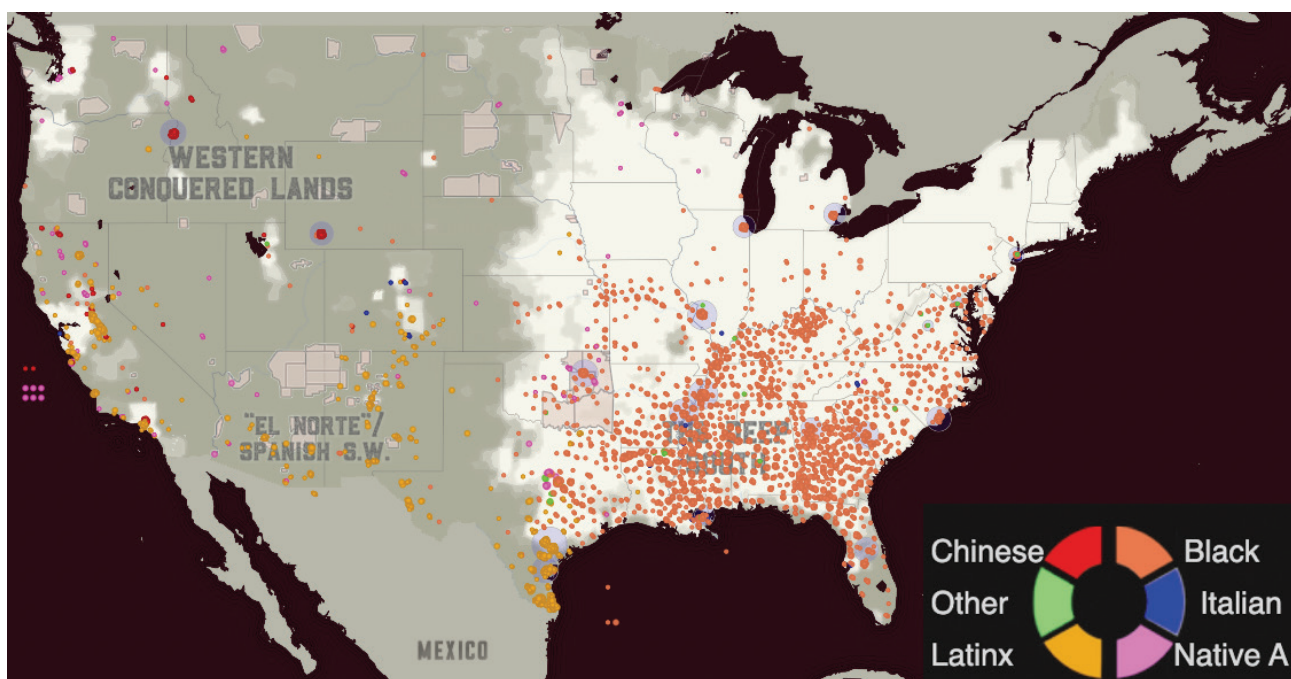 WESTERN
CONQUERED LANDS
"EL NORTE"/
SPANISH S.W.
THE DEEP
SOUTH
MEXICO
Chinese
Black
Other
Italian
Latinx
Native A